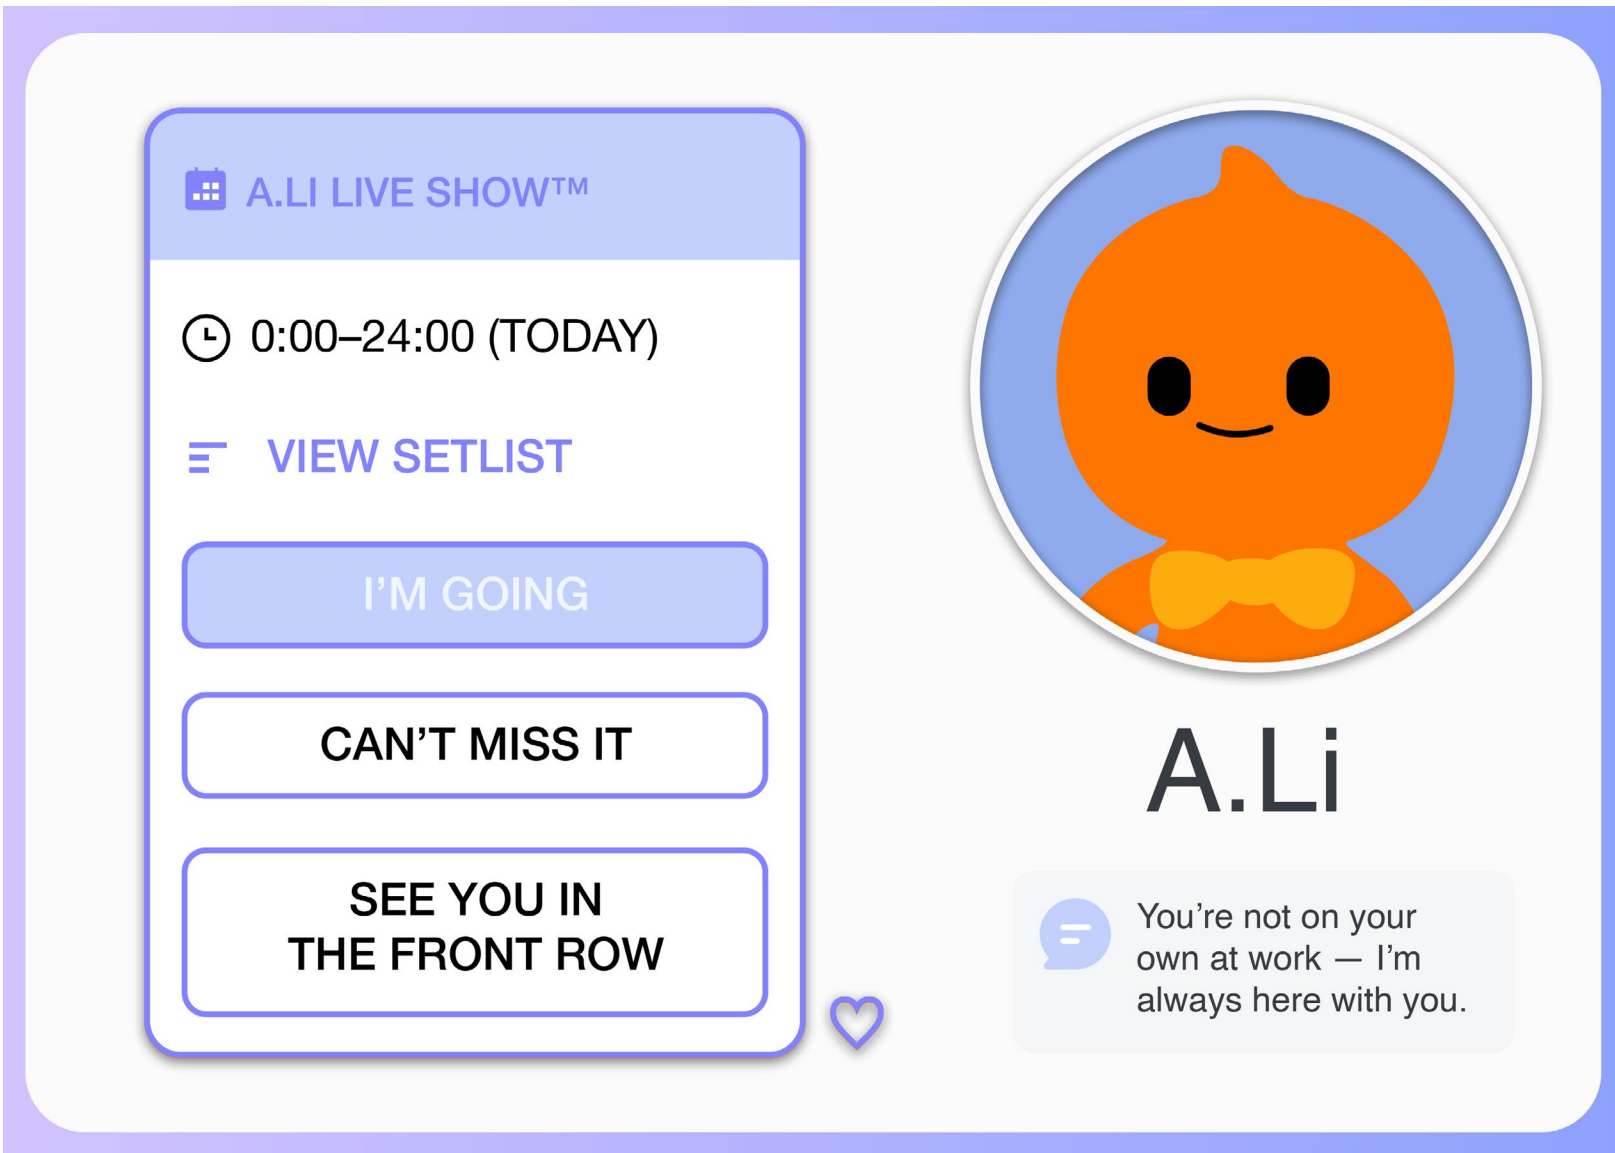 A.LI LIVE SHOW™
0:00–24:00 (TODAY)
VIEW SETLIST
I’M GOING
CAN’T MISS IT
SEE YOU IN
THE FRONT ROW
A.Li
You’re not on your
own at work — I’m
always here with you.